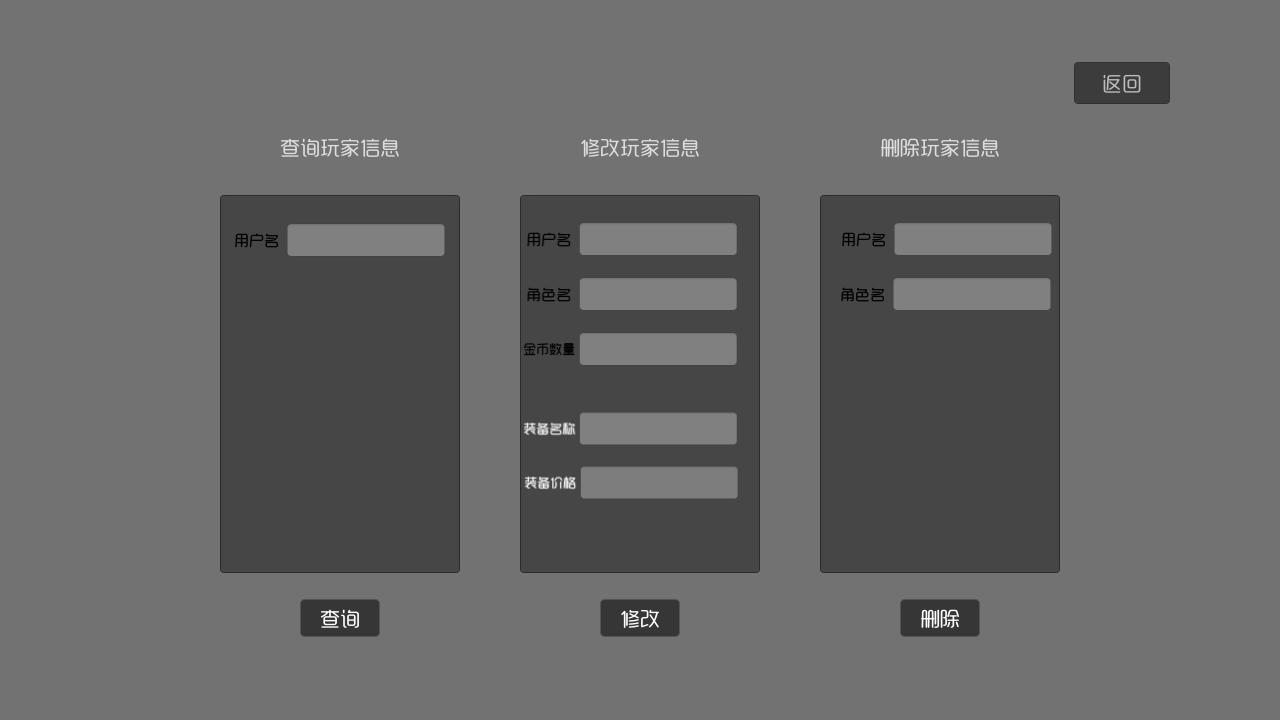 返回
查询玩家信息
修改玩家信息
删除玩家信息
用户名
用户名
角色名
金币数量
装备名称
装备价格
用户名
角色名
查询
修改
删除